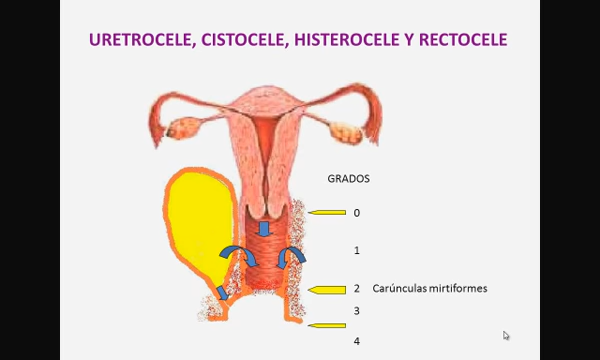 URETROCELE, CISTOCELE, HISTEROCELE Y RECTOCELE
GRADOS
0
1
2 Carúnculas mirtiformes
3
4